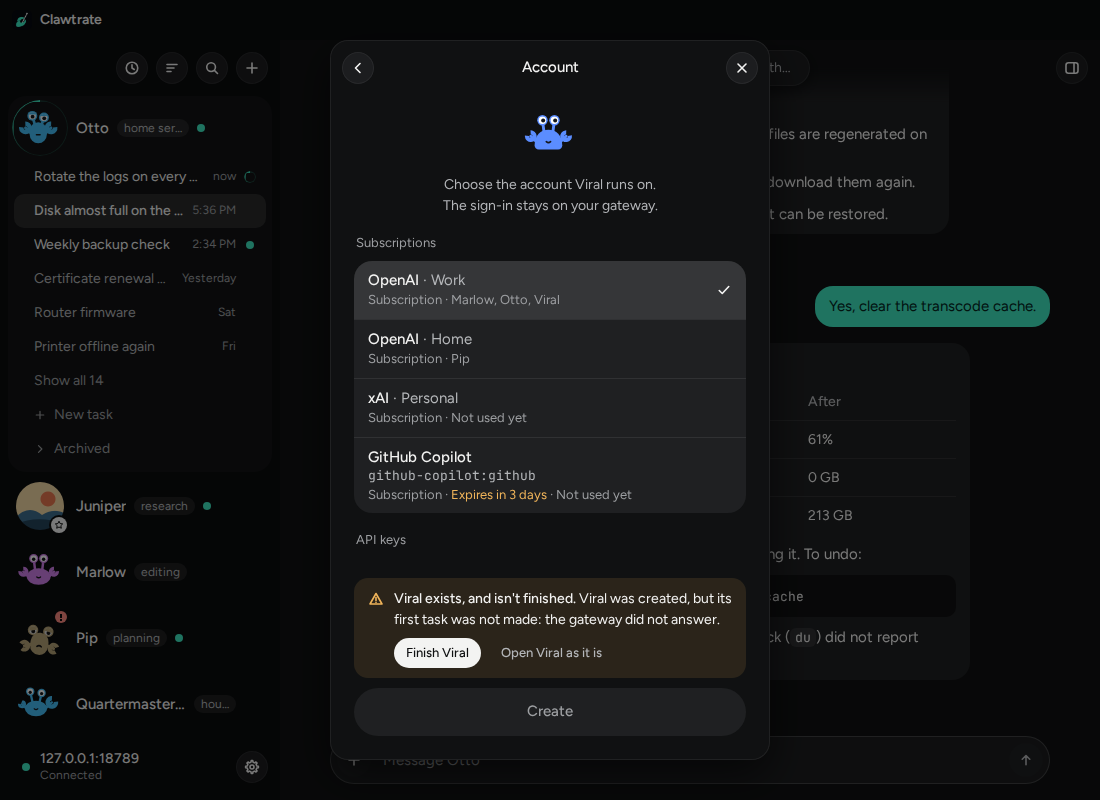 Clawtrate
Otto home ser...
Rotate the logs on every ... now
Disk almost full on the ... 5:36 PM
Weekly backup check 2:34 PM
Certificate renewal ... Yesterday
Router firmware Sat
Printer offline again Fri
Show all 14
+ New task
> Archived
Juniper research
Marlow editing
Pip planning
!
Quartermaster... hou...
127.0.0.1:18789
Connected
Account
Choose the account Viral runs on.
The sign-in stays on your gateway.
Subscriptions
OpenAI · Work
Subscription · Marlow, Otto, Viral
OpenAI · Home
Subscription · Pip
xAI · Personal
Subscription · Not used yet
GitHub Copilot
github-copilot:github
Subscription · Expires in 3 days · Not used yet
API keys
Viral exists, and isn't finished. Viral was created, but its
first task was not made: the gateway did not answer.
Finish Viral Open Viral as it is
Create
th...
files are regenerated on
download them again.
t can be restored.
Yes, clear the transcode cache.
After
61%
0 GB
213 GB
ng it. To undo:
cache
ck ( du ) did not report
Message Otto